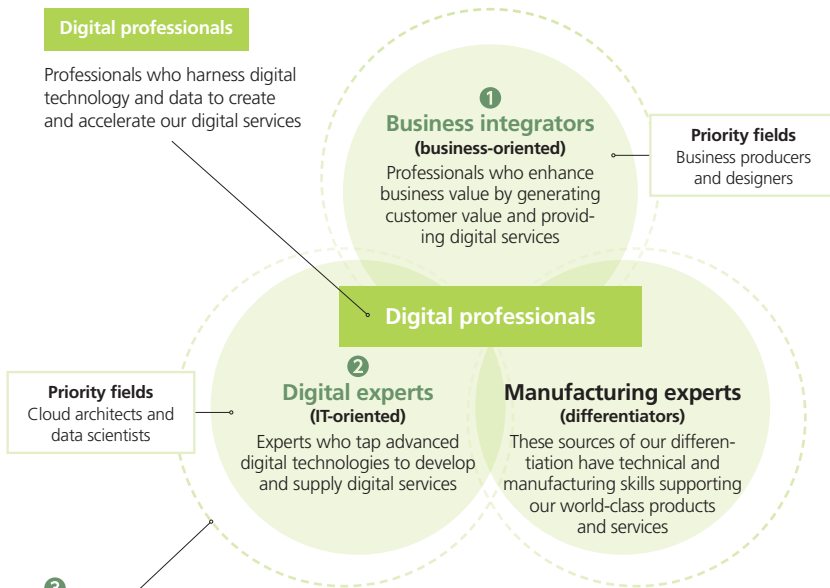 Digital professionals
Professionals who harness digital
technology and data to create
and accelerate our digital services
1
Business integrators
(business-oriented)
Professionals who enhance
business value by generating
customer value and provid-
ing digital services
Priority fields
Business producers
and designers
Digital professionals
2
Digital experts
(IT-oriented)
Experts who tap advanced
digital technologies to develop
and supply digital services
Priority fields
Cloud architects and
data scientists
Manufacturing experts
(differentiators)
These sources of our differen-
tiation have technical and
manufacturing skills supporting
our world-class products
and services
3